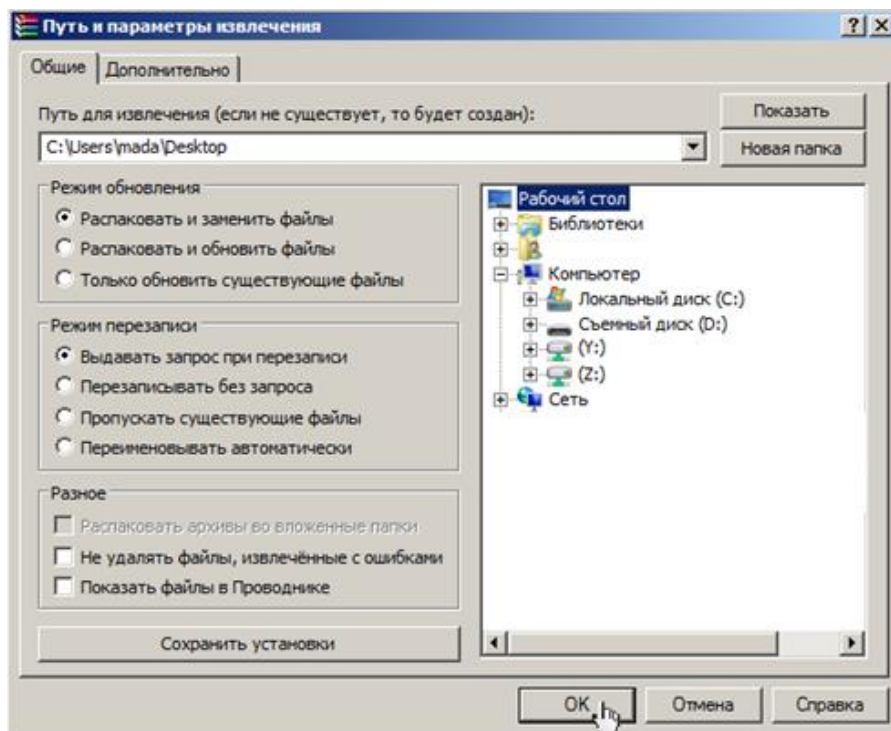 Путь и параметры извлечения
Общие
Дополнительно
Путь для извлечения (если не существует, то будет создан):
Показать
C:\Users\mada\Desktop
Новая папка
Режим обновления
Распаковать и заменить файлы
Распаковать и обновить файлы
Только обновить существующие файлы
Режим перезаписи
Выдавать запрос при перезаписи
Перезаписывать без запроса
Пропускать существующие файлы
Переименовывать автоматически
Разное
Распаковать архивы во вложенные папки
Не удалять файлы, извлечённые с ошибками
Показать файлы в Проводнике
Сохранить установки
Рабочий стол
Библиотеки
Компьютер
Локальный диск (C:)
Съемный диск (D:)
(Y:)
(Z:)
Сеть
OK
Отмена
Справка